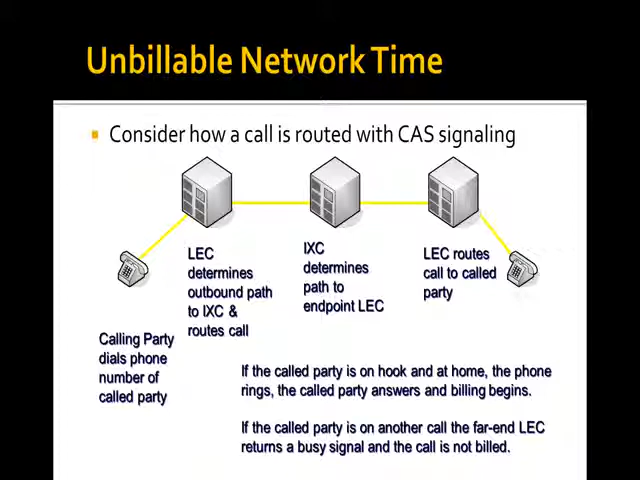 Unbillable Network Time
Consider how a call is routed with CAS signaling
LEC
determines
outbound path
to IXC &
routes call
IXC
determines
path to
endpoint LEC
LEC routes
call to called
party
Calling Party
dials phone
number of
called party
If the called party is on hook and at home, the phone
rings, the called party answers and billing begins.
If the called party is on another call the far-end LEC
returns a busy signal and the call is not billed.